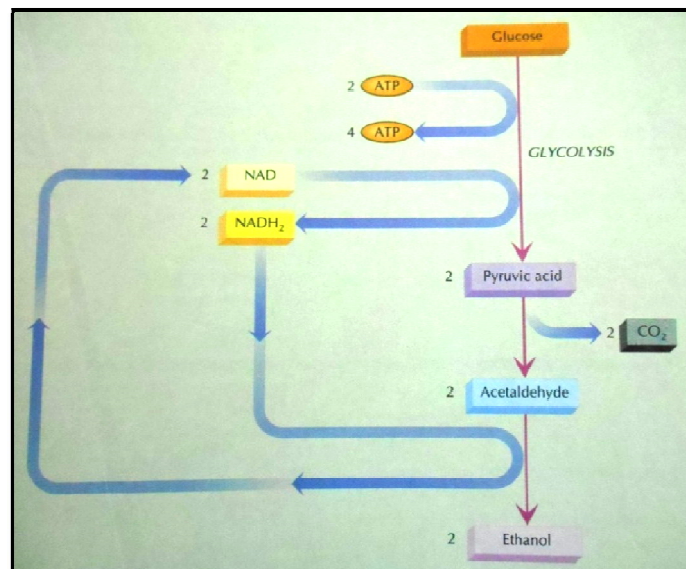 Glucose
2 ATP
4 ATP
GLYCOLYSIS
2 NAD
2 NADH₂
2 Pyruvic acid
2 CO₂
2 Acetaldehyde
2 Ethanol